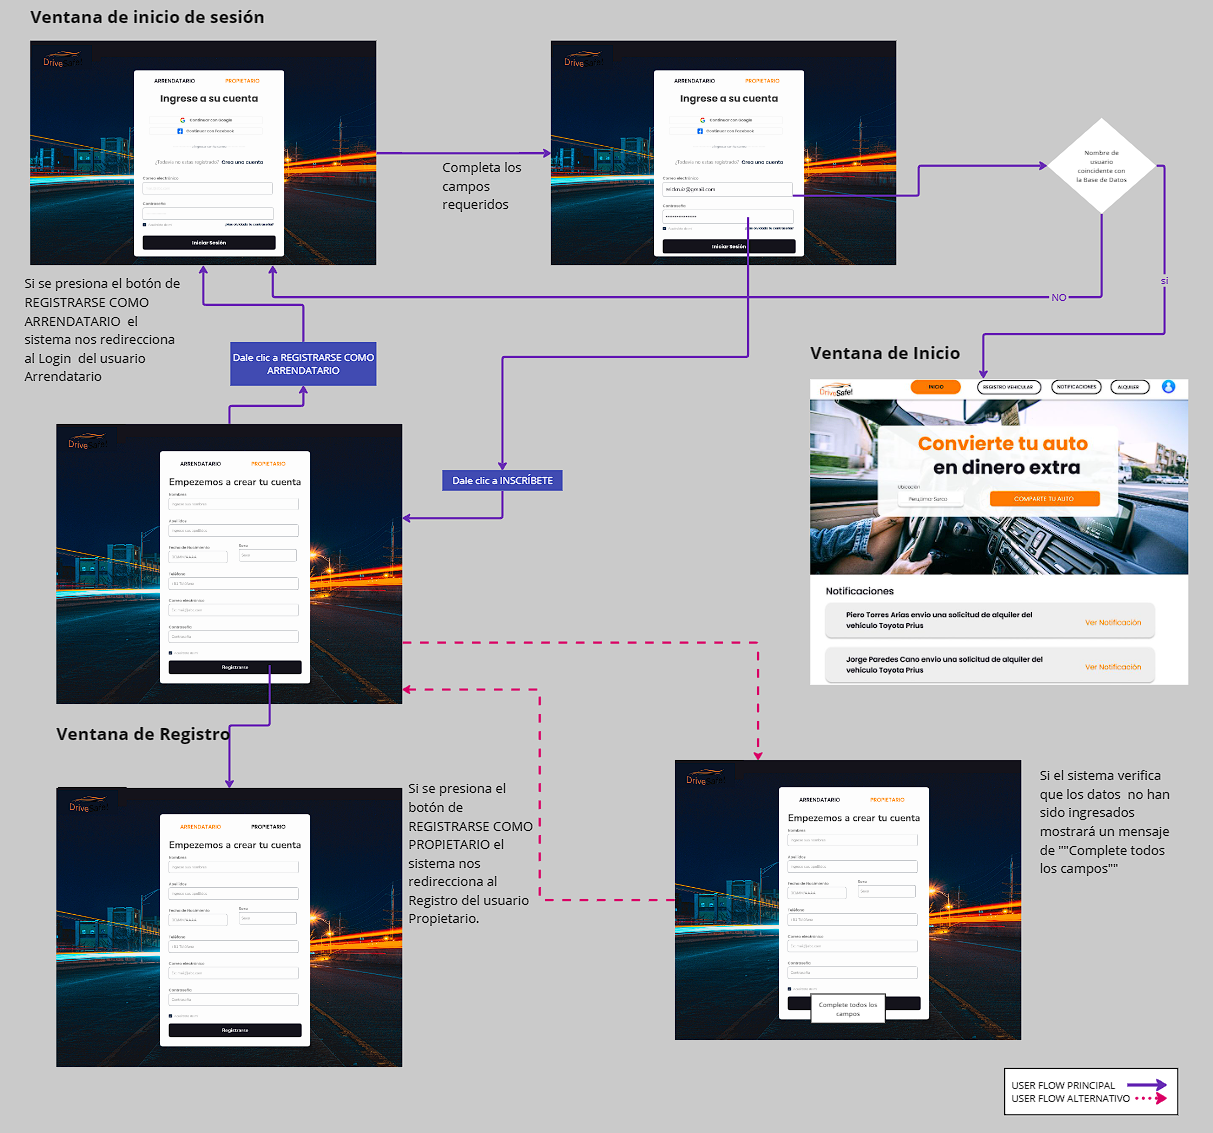 Ventana de inicio de sesión
Drive
ARRENDATARIO PROPIETARIO
Ingrese a su cuenta
Continuar con Google
Continuar con Facebook
¿Todavía no estas registrado? Crea una cuenta
Correo electrónico
Contraseña
¿Has olvidado la contraseña?
Iniciar Sesión
Completa los
campos
requeridos
Drive
ARRENDATARIO PROPIETARIO
Ingrese a su cuenta
Continuar con Google
Continuar con Facebook
¿Todavía no estas registrado? Crea una cuenta
Correo electrónico
Contraseña
Iniciar Sesión
Nombre de
usuario
coincidente con
la Base de Datos
si
NO
Si se presiona el botón de
REGISTRARSE COMO
ARRENDATARIO el
sistema nos redirecciona
al Login del usuario
Arrendatario
Dale clic a REGISTRARSE COMO
ARRENDATARIO
Dale clic a INSCRÍBETE
Drive
ARRENDATARIO PROPIETARIO
Empezemos a crear tu cuenta
Nombres
Apellidos
Fecha de Nacimiento Sexo
Teléfono
Correo electrónico
Contraseña
Contraseña
Registrarse
Ventana de Inicio
DriveSafe!
INICIO
REGISTRO VEHICULAR
NOTIFICACIONES
ALQUILER
Convierte tu auto
en dinero extra
Ubicación
COMPARTE TU AUTO
Notificaciones
Piero Torres Arias envio una solicitud de alquiler del
vehículo Toyota Prius
Ver Notificación
Jorge Paredes Cano envio una solicitud de alquiler del
vehículo Toyota Prius
Ver Notificación
Ventana de Registro
Drive
ARRENDATARIO PROPIETARIO
Empezemos a crear tu cuenta
Nombres
Apellidos
Fecha de Nacimiento Sexo
Teléfono
Correo electrónico
Contraseña
Contraseña
Registrarse
Si se presiona el
botón de
REGISTRARSE COMO
PROPIETARIO el
sistema nos
redirecciona al
Registro del usuario
Propietario.
Drive
ARRENDATARIO PROPIETARIO
Empezemos a crear tu cuenta
Nombres
Apellidos
Fecha de Nacimiento Sexo
Teléfono
Correo electrónico
Contraseña
Contraseña
Complete todos los
campos
Si el sistema verifica
que los datos no han
sido ingresados
mostrará un mensaje
de ""Complete todos
los campos""
USER FLOW PRINCIPAL
USER FLOW ALTERNATIVO